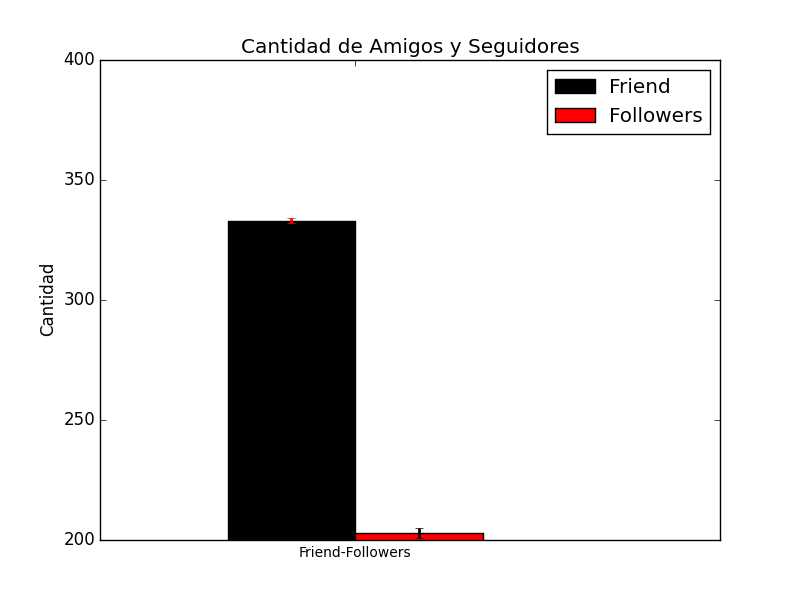 Cantidad de Amigos y Seguidores
400
350
300
250
200
Cantidad
Friend
Followers
Friend-Followers